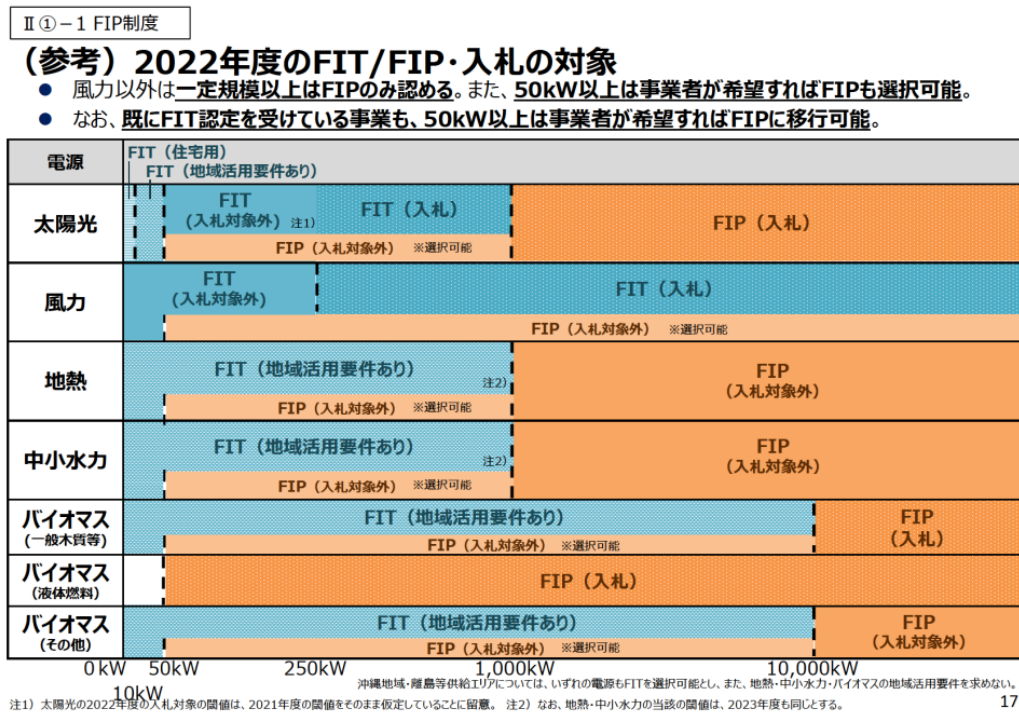 Ⅱ①－1 FIP制度
（参考）2022年度のFIT/FIP・入札の対象
● 風力以外は一定規模以上はFIPのみ認める。また、50kW以上は事業者が希望すればFIPも選択可能。
● なお、既にFIT認定を受けている事業も、50kW以上は事業者が希望すればFIPに移行可能。
電源
FIT（住宅用）
FIT（地域活用要件あり）
太陽光
FIT
(入札対象外) 注1)
FIT（入札）
FIP（入札対象外） ※選択可能
FIP（入札）
風力
FIT
(入札対象外)
FIT（入札）
FIP（入札対象外） ※選択可能
地熱
FIT（地域活用要件あり）
注2)
FIP（入札対象外） ※選択可能
FIP
（入札対象外）
中小水力
FIT（地域活用要件あり）
注2)
FIP（入札対象外） ※選択可能
FIP
（入札対象外）
バイオマス
(一般木質等)
FIT（地域活用要件あり）
FIP（入札対象外） ※選択可能
FIP
（入札）
バイオマス
(液体燃料)
FIP（入札）
バイオマス
(その他)
FIT（地域活用要件あり）
FIP（入札対象外） ※選択可能
FIP
（入札対象外）
0kW 50kW 250kW 1,000kW 10,000kW
10kW
沖縄地域・離島等供給エリアについては、いずれの電源もFITを選択可能とし、また、地熱・中小水力・バイオマスの地域活用要件を求めない。
注1）太陽光の2022年度の入札対象の閾値は、2021年度の閾値をそのまま仮定していることに留意。 注2）なお、地熱・中小水力の当該の閾値は、2023年度も同じとする。
17